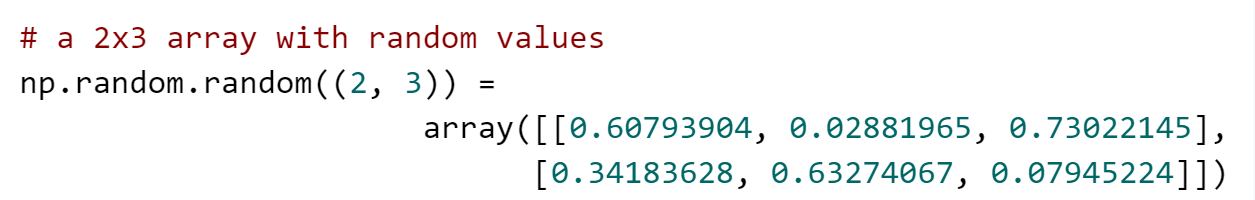 # a 2x3 array with random values
np.random.random((2, 3)) =
array([[0.60793904, 0.02881965, 0.73022145],
[0.34183628, 0.63274067, 0.07945224]])